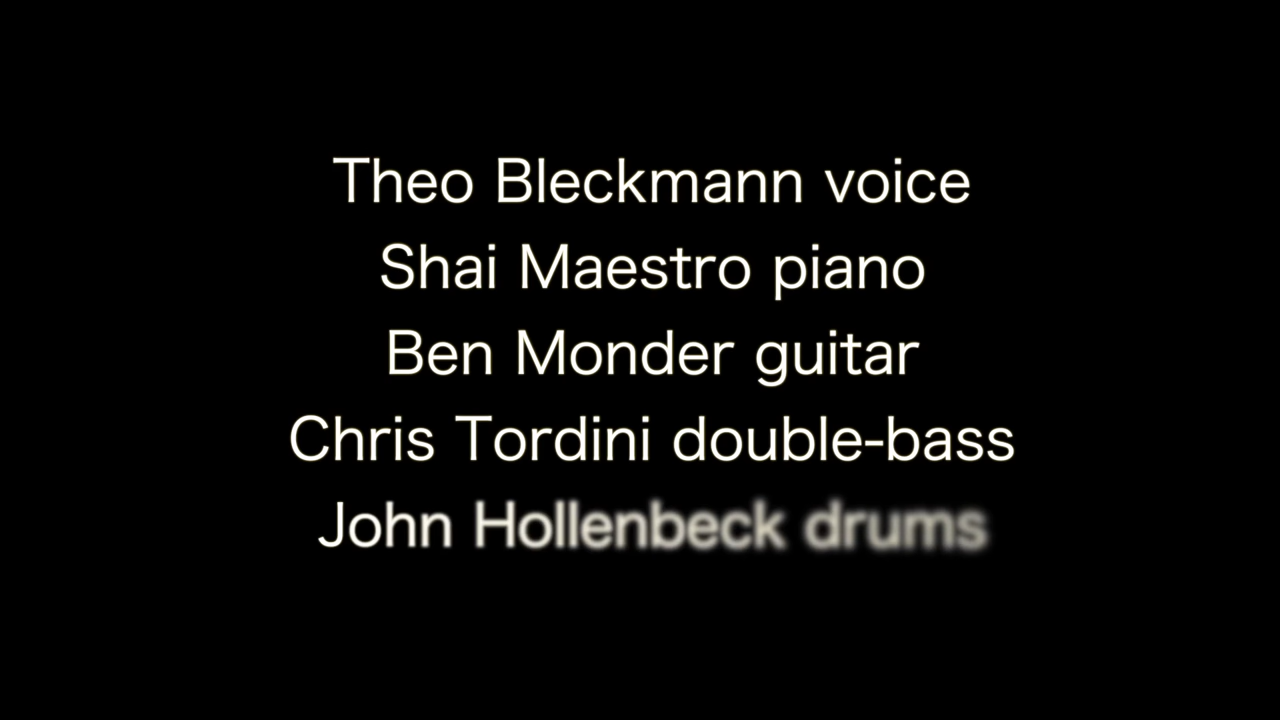 Theo Bleckmann voice
Shai Maestro piano
Ben Monder guitar
Chris Tordini double-bass
John Hollenbeck drums